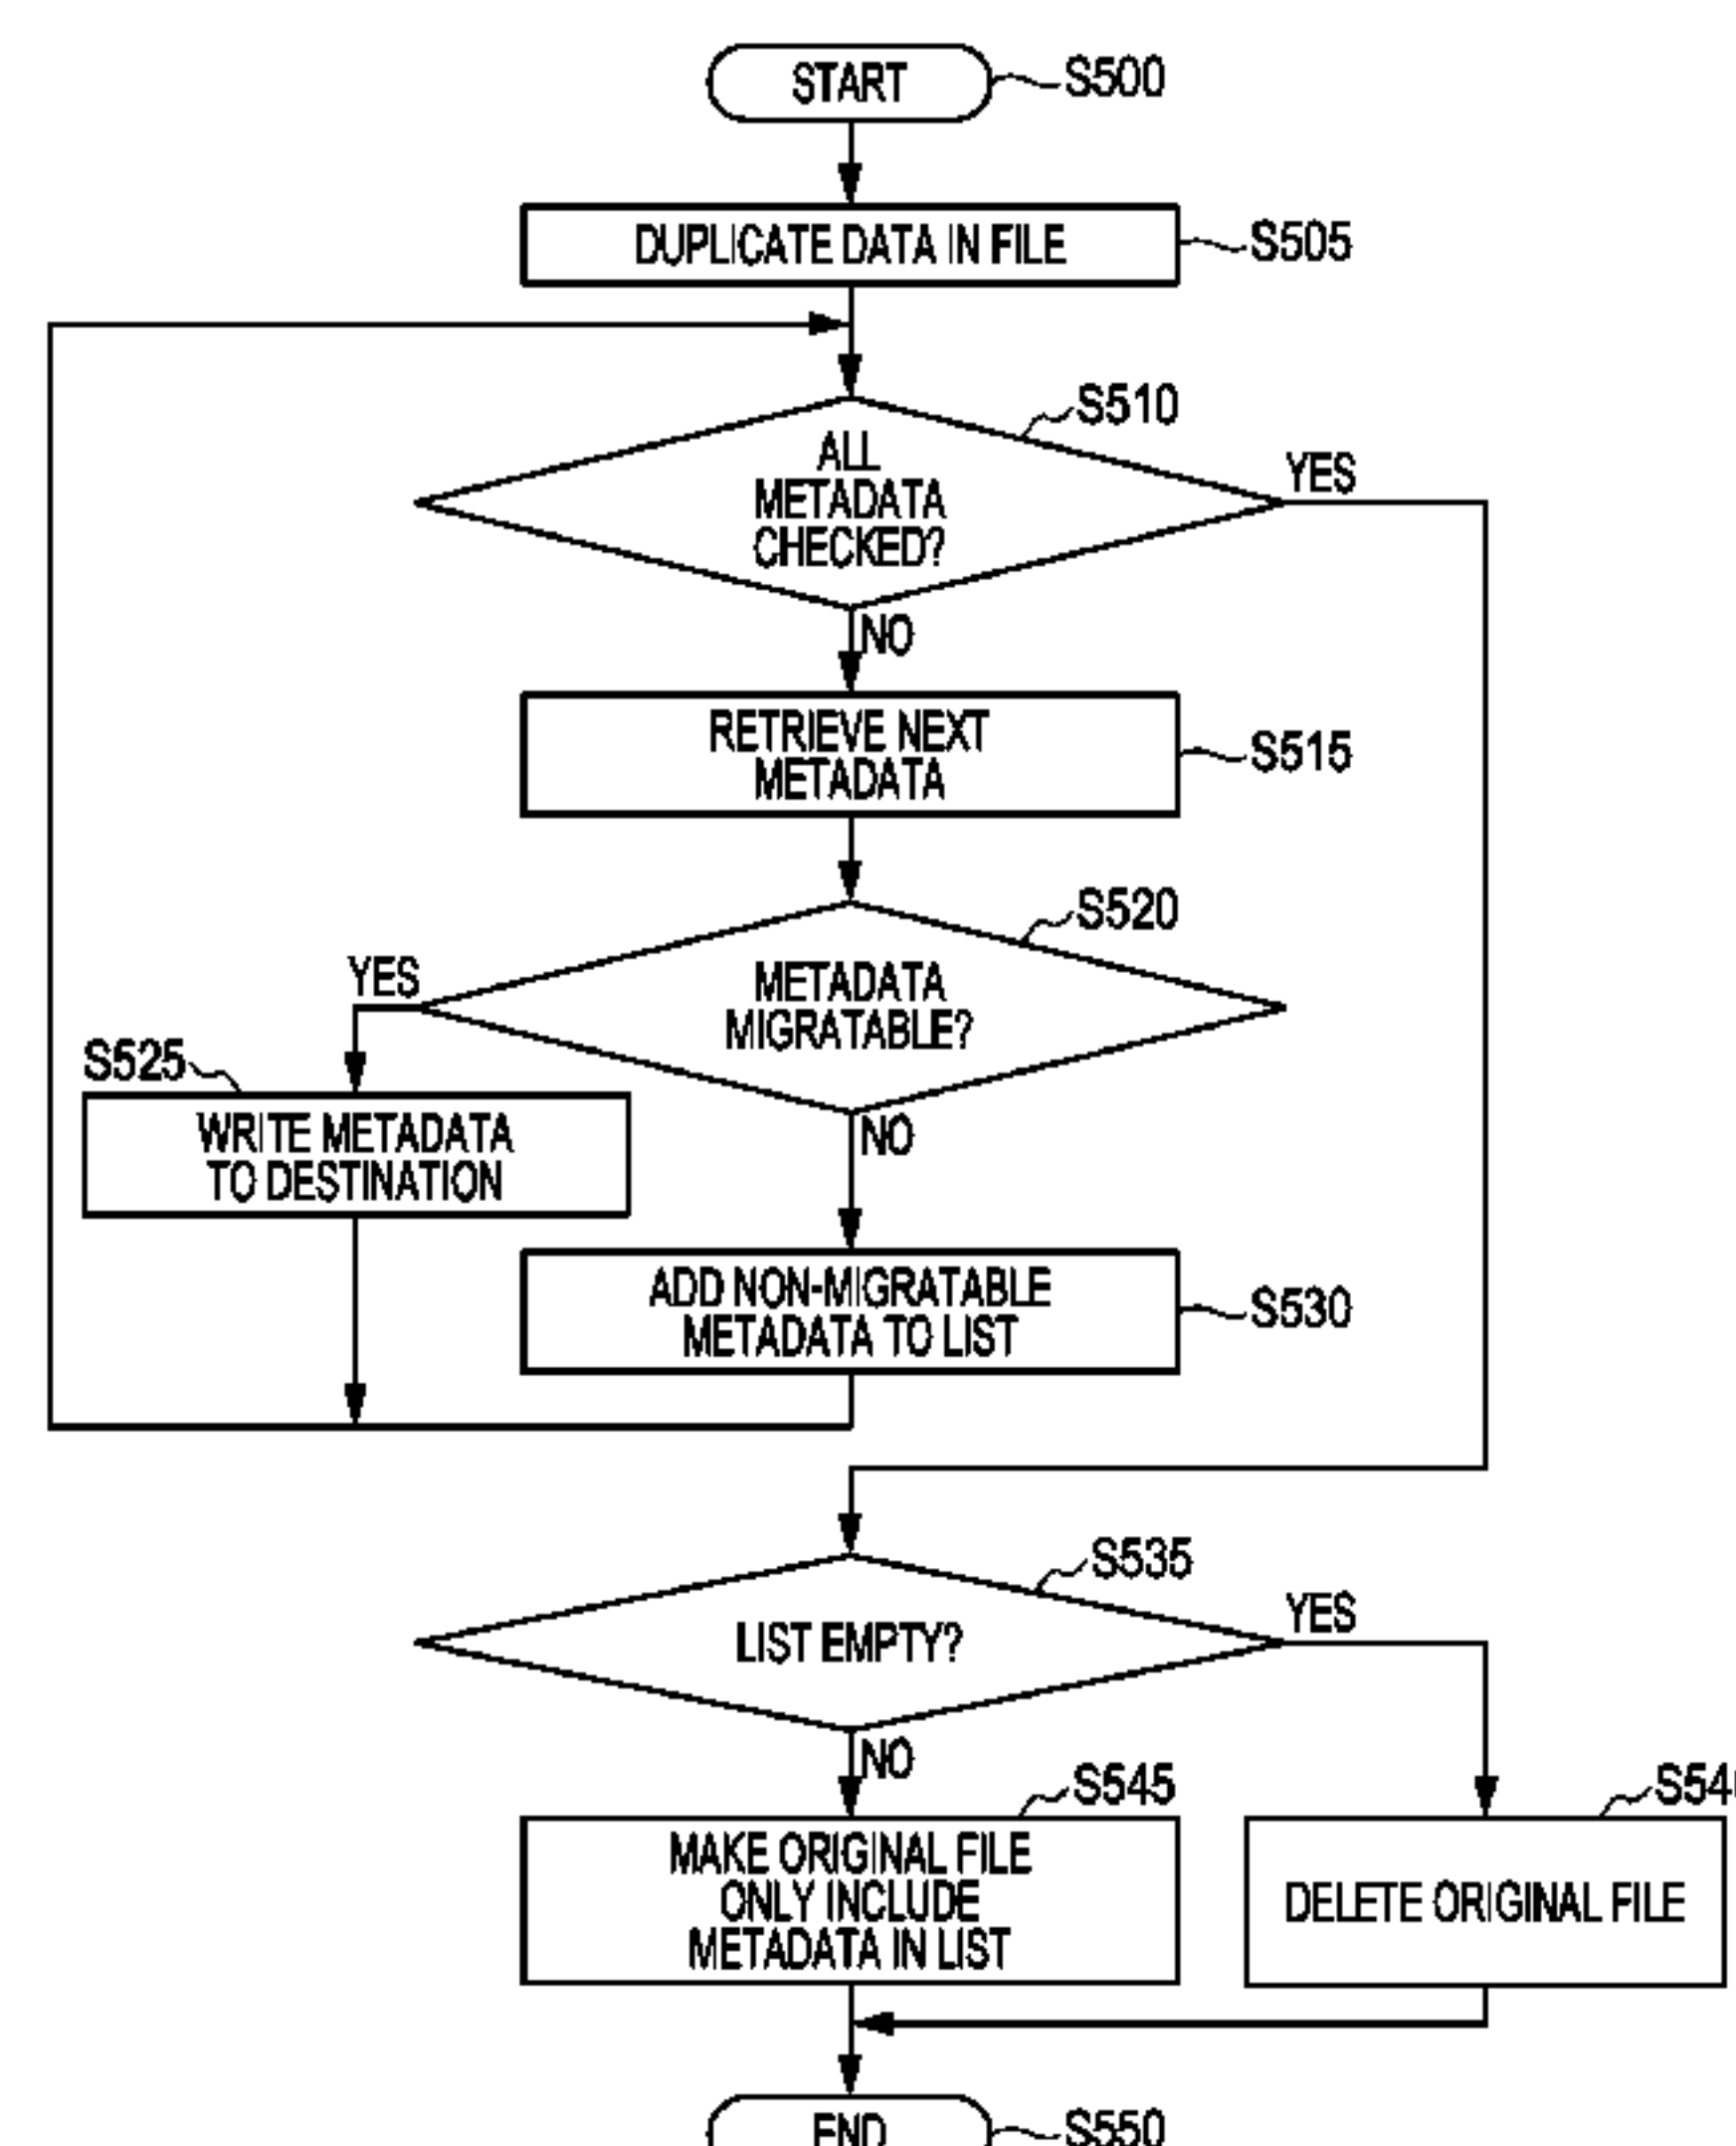 START
S500
DUPLICATE DATA IN FILE
S505
S510
ALL
METADATA
CHECKED?
YES
NO
RETRIEVE NEXT
METADATA
S515
S520
METADATA
MIGRATABLE?
YES
NO
S525
WRITE METADATA
TO DESTINATION
ADD NON-MIGRATABLE
METADATA TO LIST
S530
S535
LIST EMPTY?
YES
NO
S545
MAKE ORIGINAL FILE
ONLY INCLUDE
METADATA IN LIST
DELETE ORIGINAL FILE
END
S550